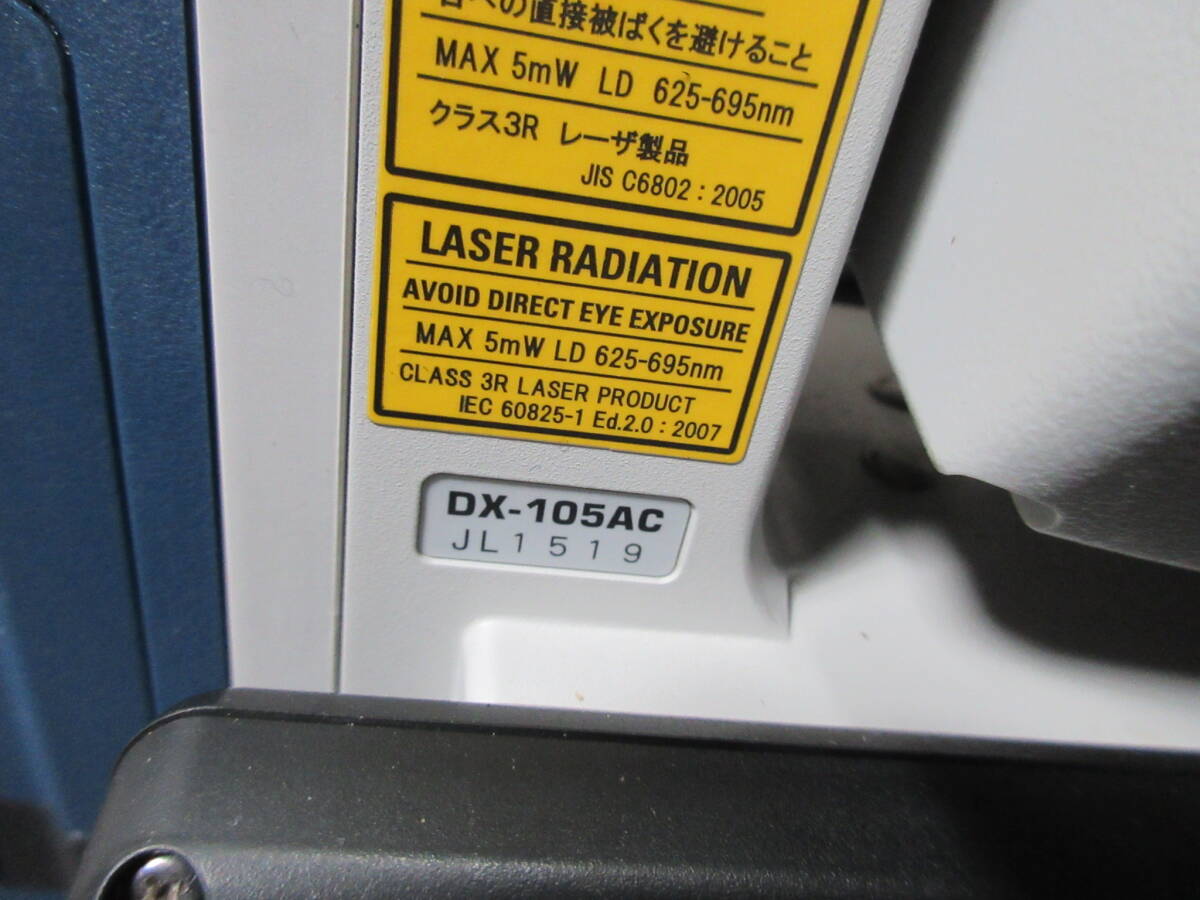 の直接被ばくを避けること
MAX 5mW LD 625-695nm
クラス3R レーザ製品
JIS C6802 : 2005
LASER RADIATION
AVOID DIRECT EYE EXPOSURE
MAX 5mW LD 625-695nm
CLASS 3R LASER PRODUCT
IEC 60825-1 Ed.2.0 : 2007
DX-105AC
JL1519